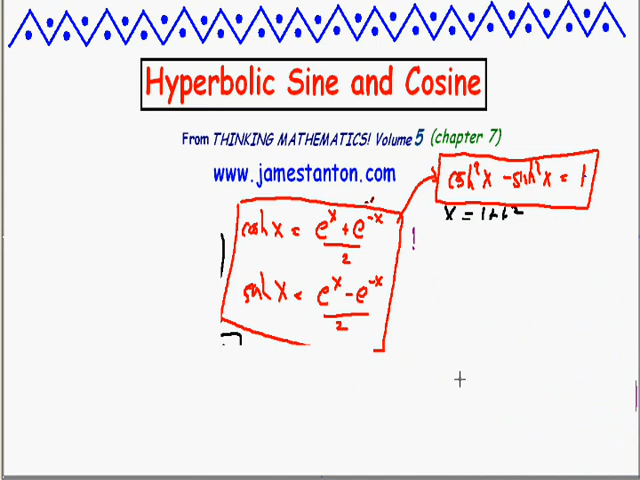 Hyperbolic Sine and Cosine
From THINKING MATHEMATICS! Volume 5 (chapter 7)
www.jamestanton.com
cosh²x - sinh²x = 1
cosh x = (e^x + e^-x)/2 !
sinh x = (e^x - e^-x)/2